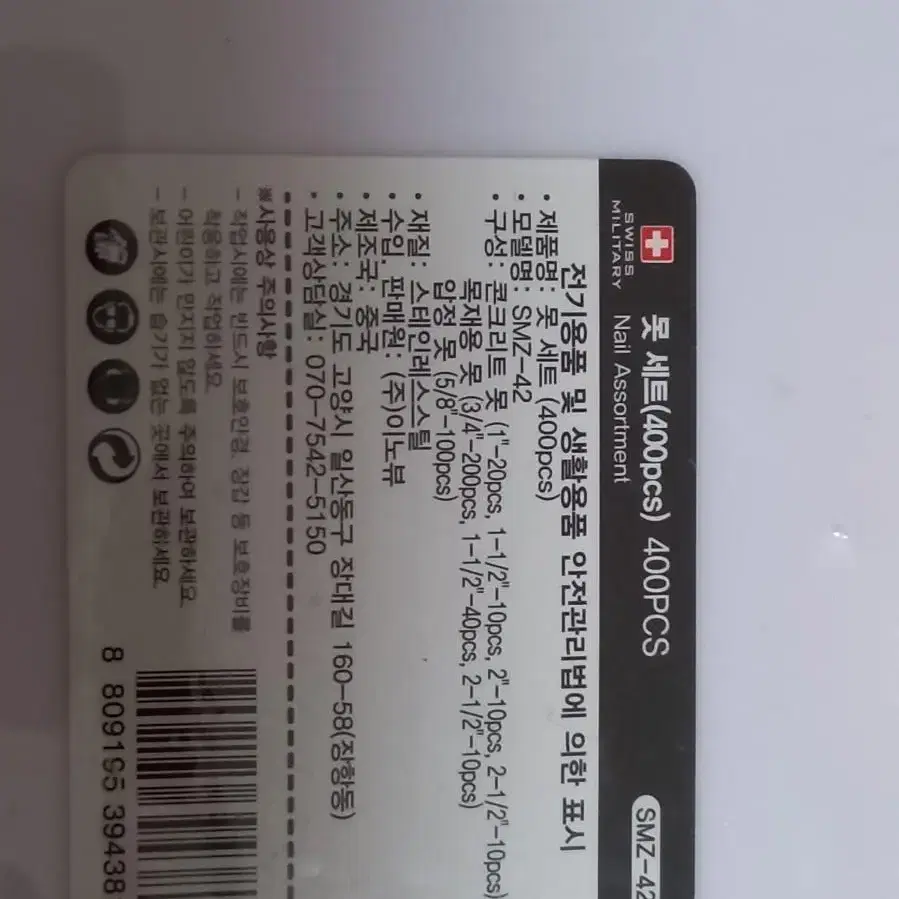 SWISS
MILITARY
못 세트(400pcs) 400PCS
Nail Assortment
SMZ-42
전기용품 및 생활용품 안전관리법에 의한 표시
• 제품명: 못 세트 (400pcs)
• 모델명: SMZ-42
• 구성: 콘크리트 못 (1"-20pcs, 1-1/2"-10pcs, 2"-10pcs, 2-1/2"-10pcs)
목재용 못 (3/4"-200pcs, 1-1/2"-40pcs, 2-1/2"-10pcs)
압정 못 (5/8"-100pcs)
• 재질: 스테인레스스틸
• 수입. 판매원: (주)이노뷰
• 제조국: 중국
• 주소: 경기도 고양시 일산동구 장대길 160-58(장항동)
• 고객상담실: 070-7542-5150
※사용상 주의사항
- 작업시에는 반드시 보호안경, 장갑 등 보호장비를
착용하고 작업하세요.
- 어린이가 만지지 않도록 주의하여 보관하세요.
- 보관시에는 습기가 없는 곳에서 보관하세요.
8 809195 39438